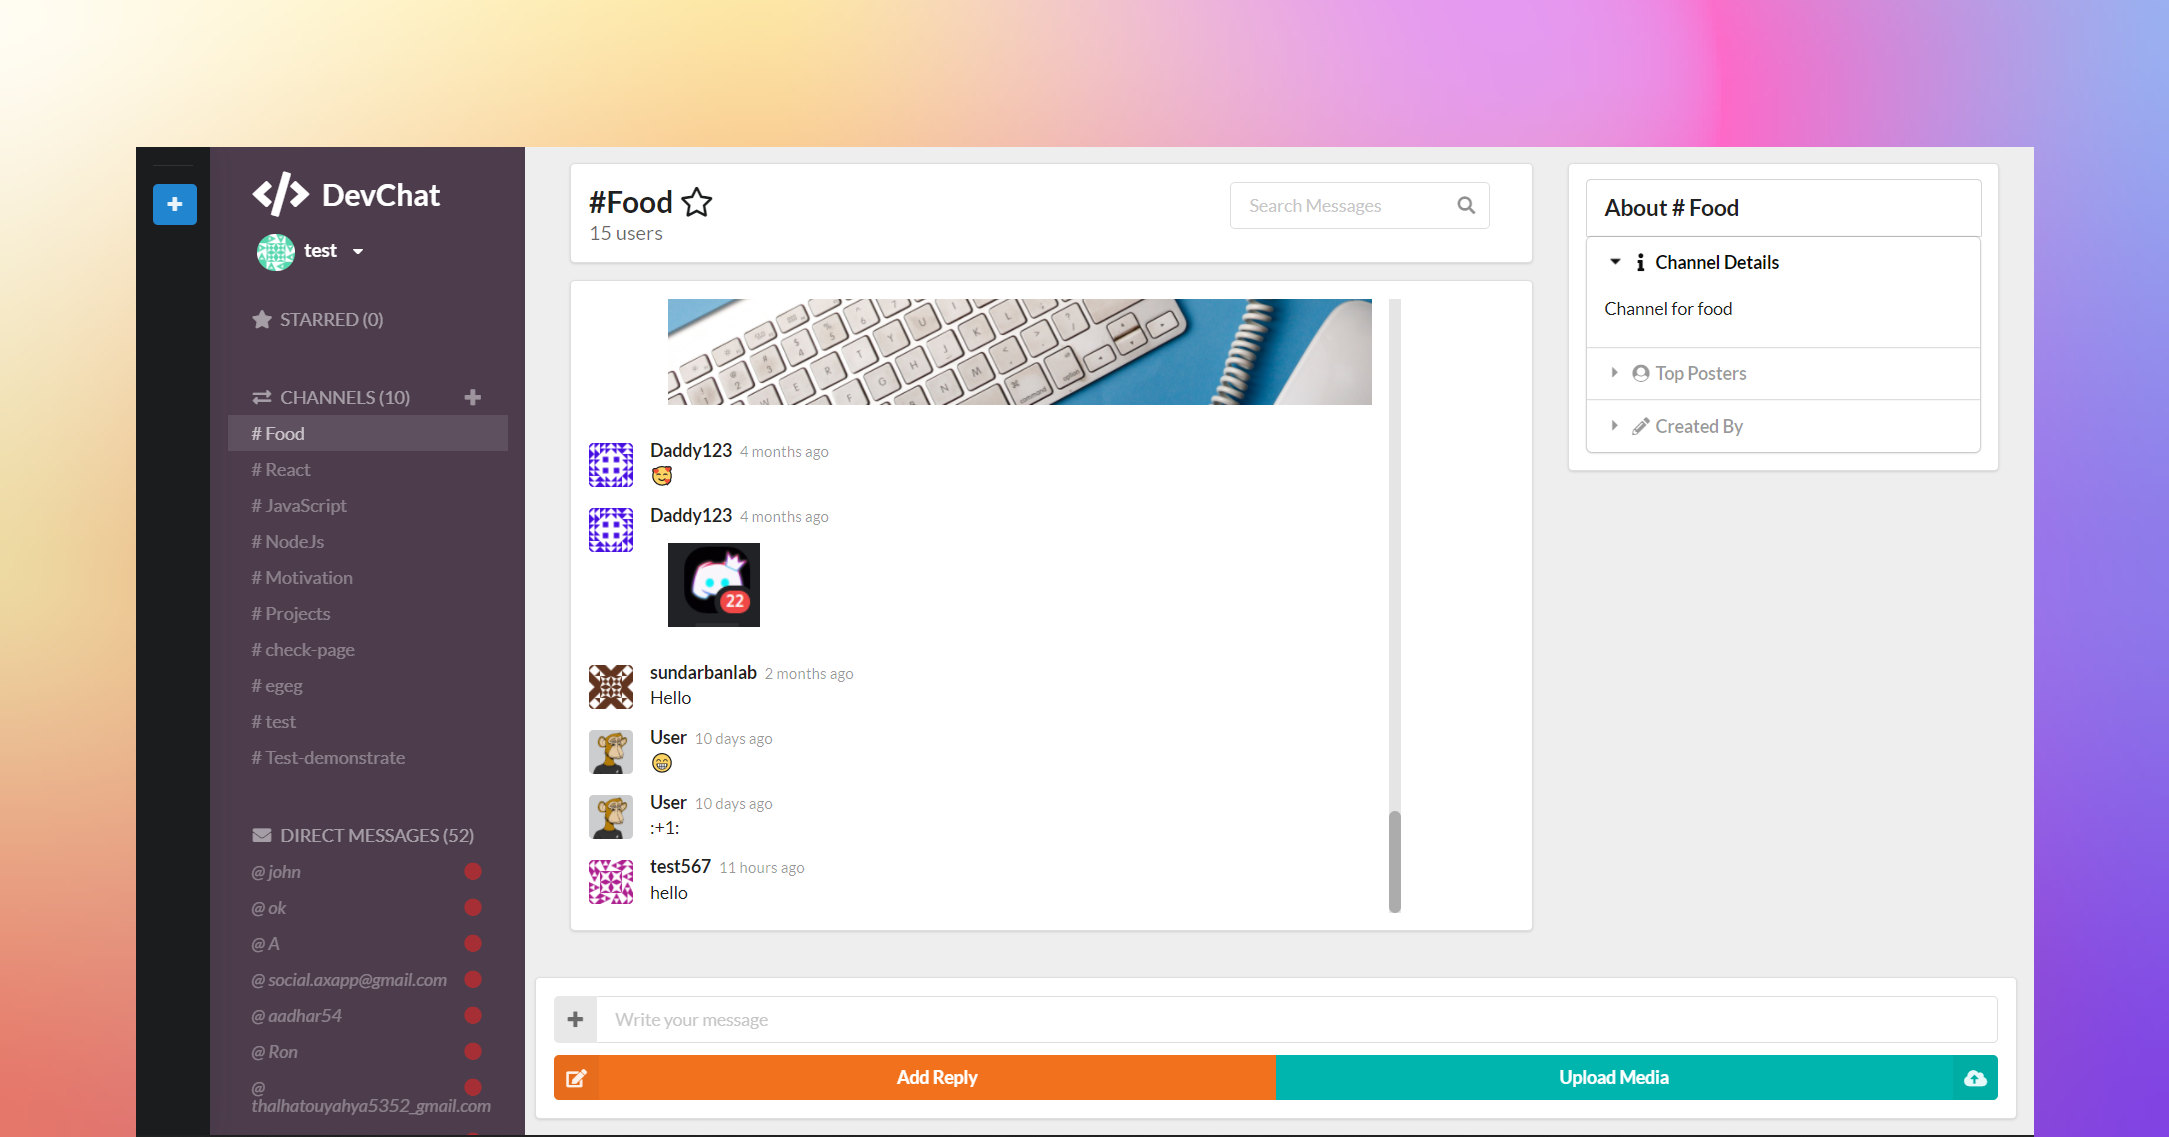 DevChat
test
STARRED (0)
CHANNELS (10)
# Food
# React
# JavaScript
# NodeJs
# Motivation
# Projects
# check-page
# egeg
# test
# Test-demonstrate
DIRECT MESSAGES (52)
@ john
@ ok
@ A
@ social.axapp@gmail.com
@ aadhar54
@ Ron
@
thalhatouyahya5352_gmail.com
#Food
15 users
Search Messages
Daddy123 4 months ago
🥰
Daddy123 4 months ago
22
sundarbanlab 2 months ago
Hello
User 10 days ago
😁
User 10 days ago
:+1:
test567 11 hours ago
hello
Write your message
Add Reply
Upload Media
About # Food
Channel Details
Channel for food
Top Posters
Created By